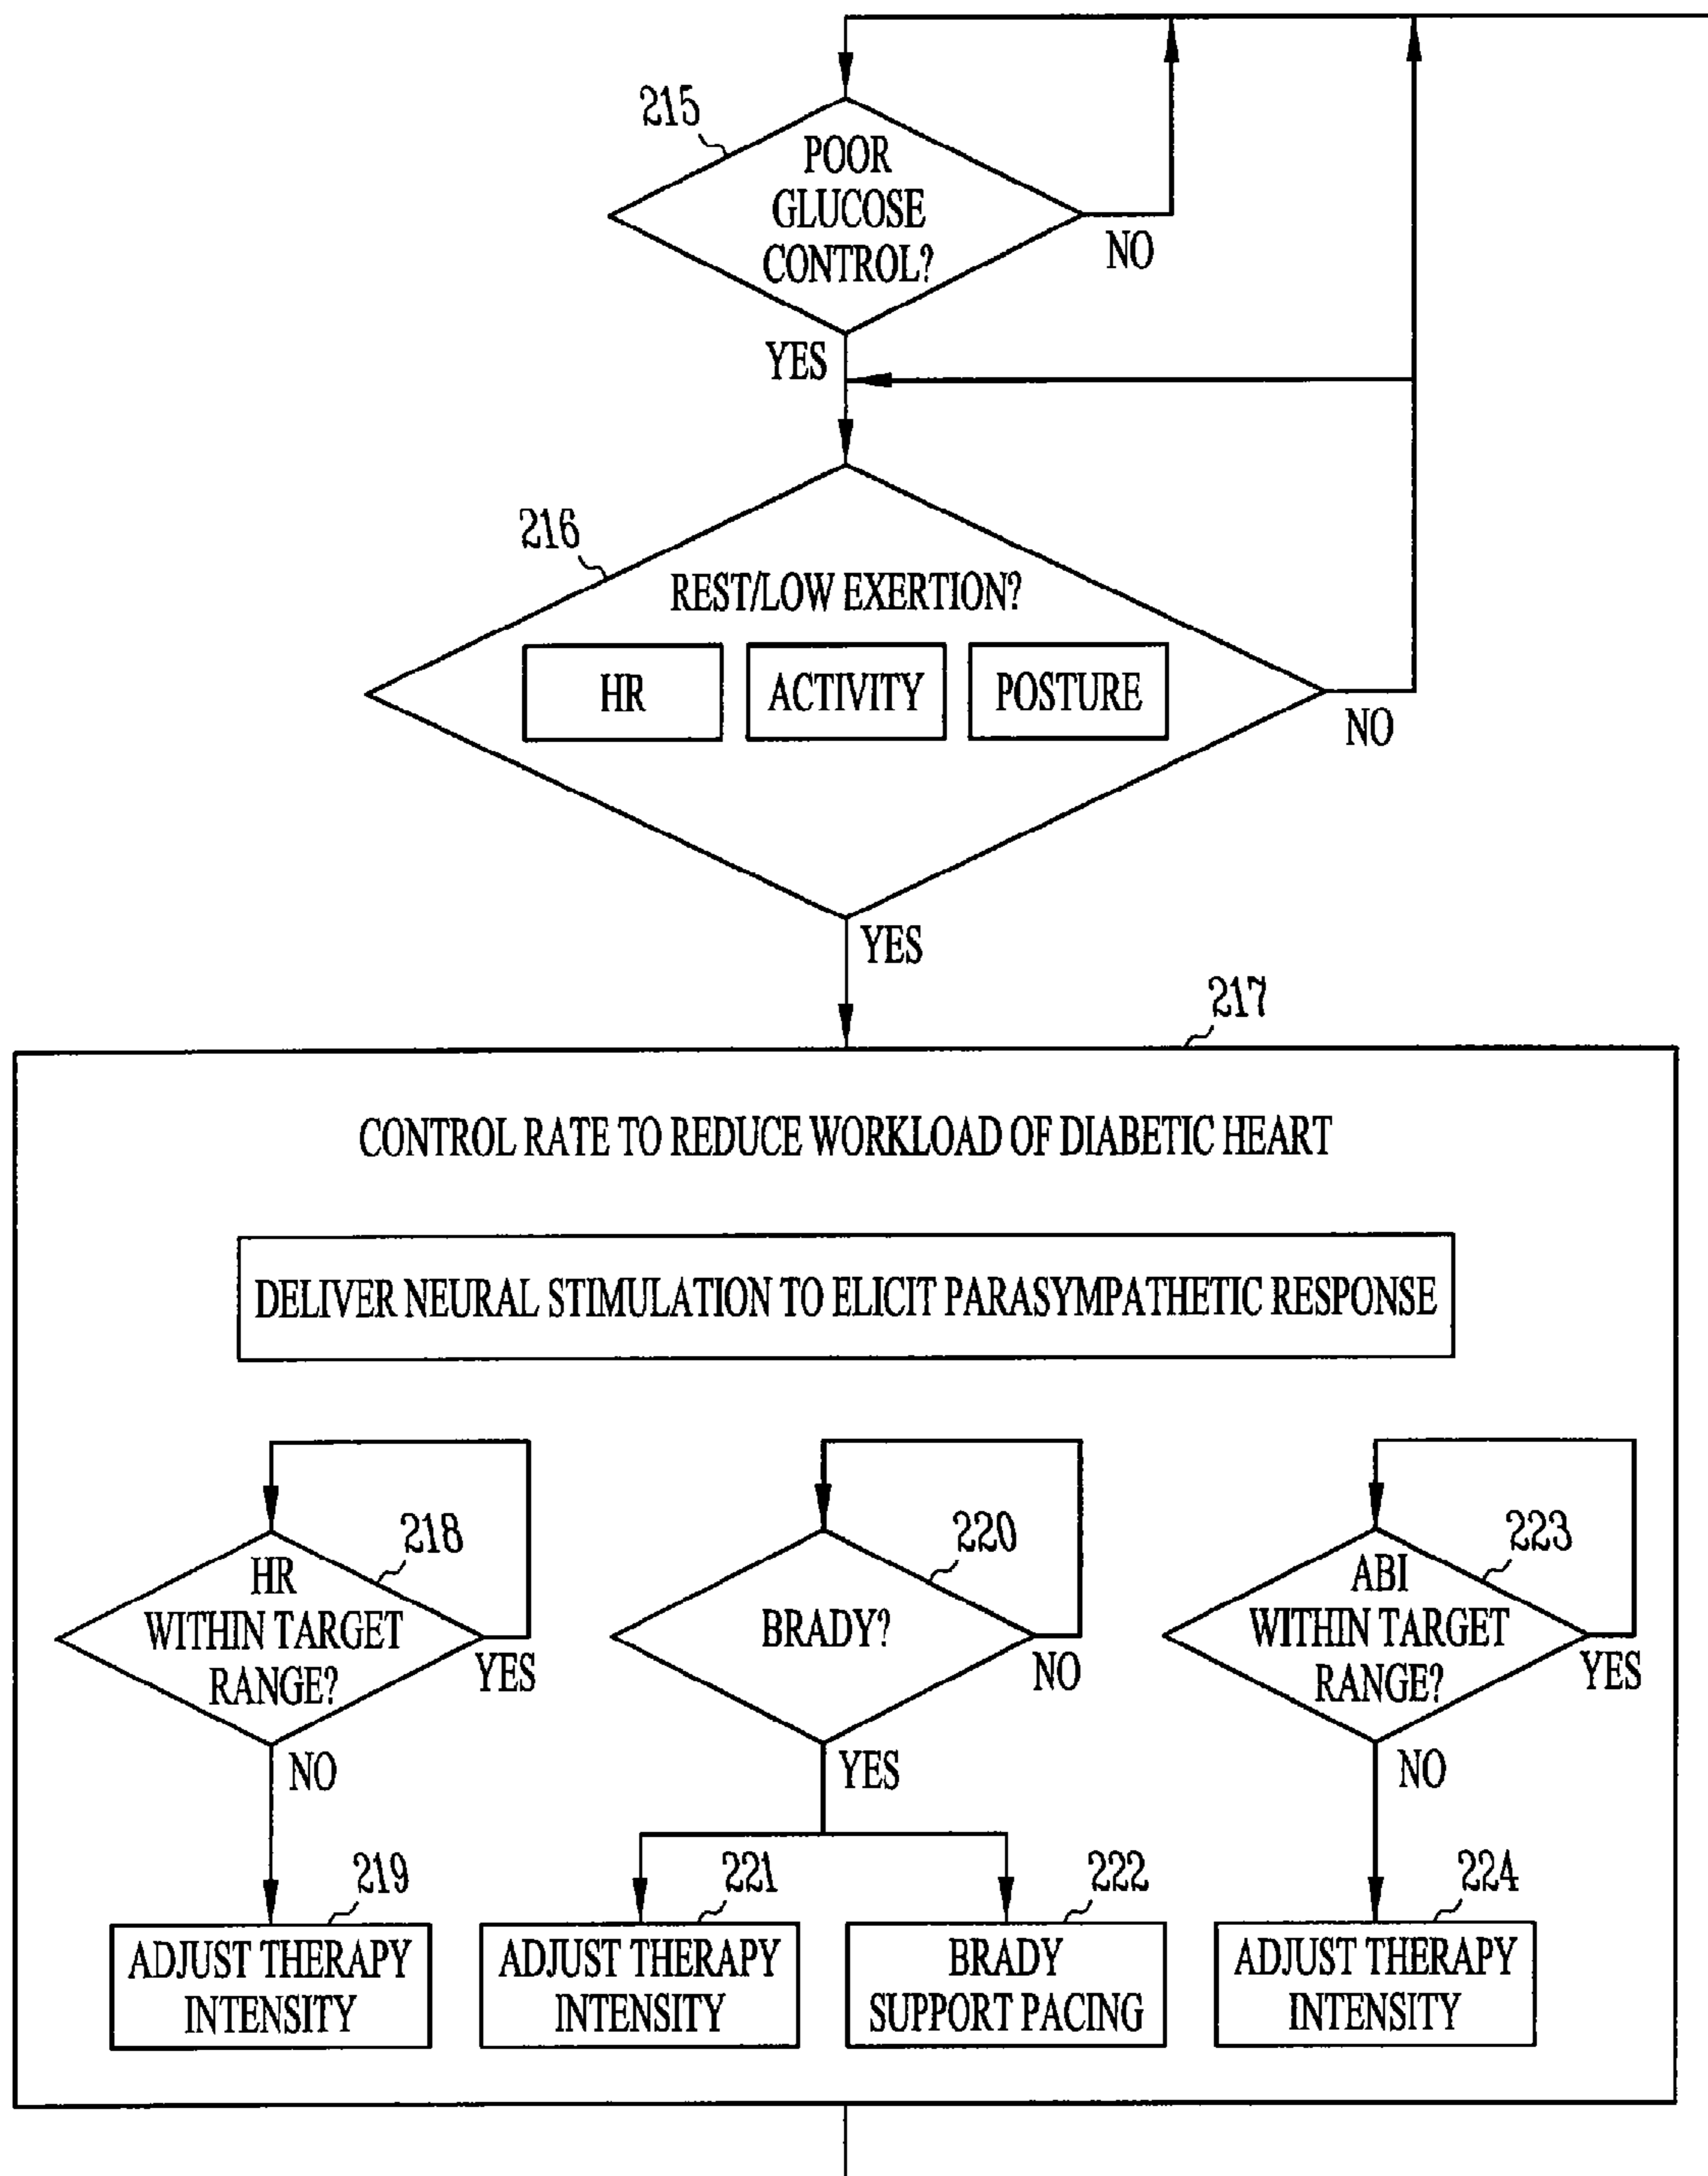 215
POOR
GLUCOSE
CONTROL?
NO
YES
216
REST/LOW EXERTION?
HR
ACTIVITY
POSTURE
NO
YES
217
CONTROL RATE TO REDUCE WORKLOAD OF DIABETIC HEART
DELIVER NEURAL STIMULATION TO ELICIT PARASYMPATHETIC RESPONSE
218
HR
WITHIN TARGET
RANGE?
YES
NO
220
BRADY?
NO
YES
223
ABI
WITHIN TARGET
RANGE?
YES
NO
219
ADJUST THERAPY
INTENSITY
221
ADJUST THERAPY
INTENSITY
222
BRADY
SUPPORT PACING
224
ADJUST THERAPY
INTENSITY